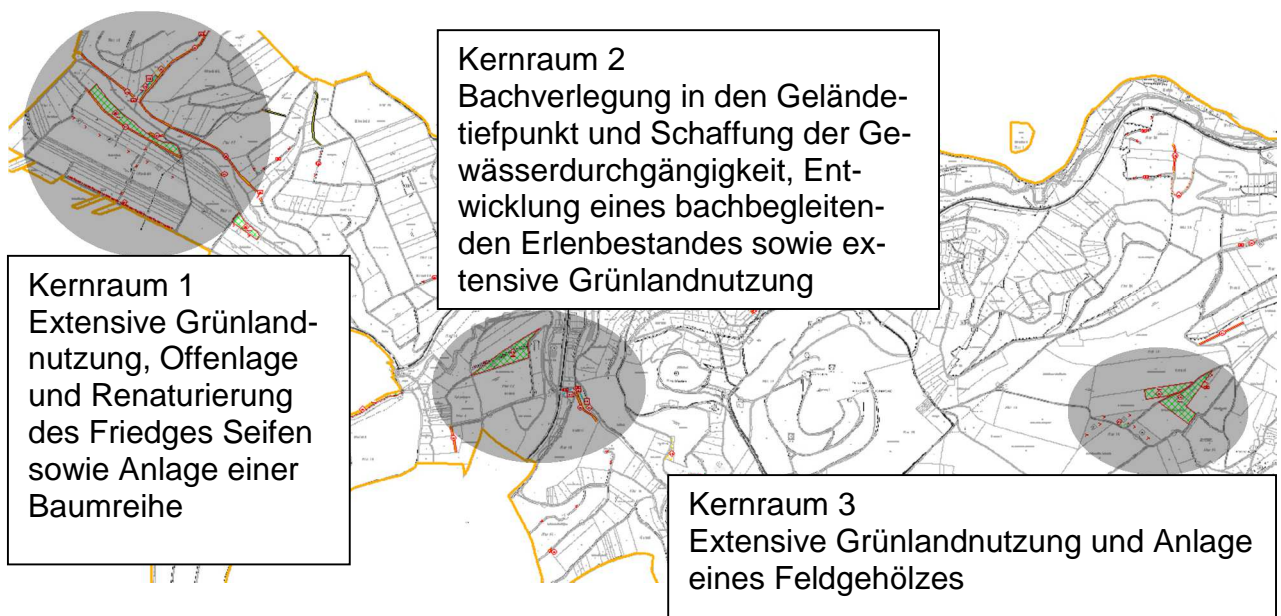 Kernraum 1
Extensive Grünland-
nutzung, Offenlage
und Renaturierung
des Friedges Seifen
sowie Anlage einer
Baumreihe
Kernraum 2
Bachverlegung in den Gelände-
tiefpunkt und Schaffung der Ge-
wässerdurchgängigkeit, Ent-
wicklung eines bachbegleiten-
den Erlenbestandes sowie ex-
tensive Grünlandnutzung
Kernraum 3
Extensive Grünlandnutzung und Anlage
eines Feldgehölzes